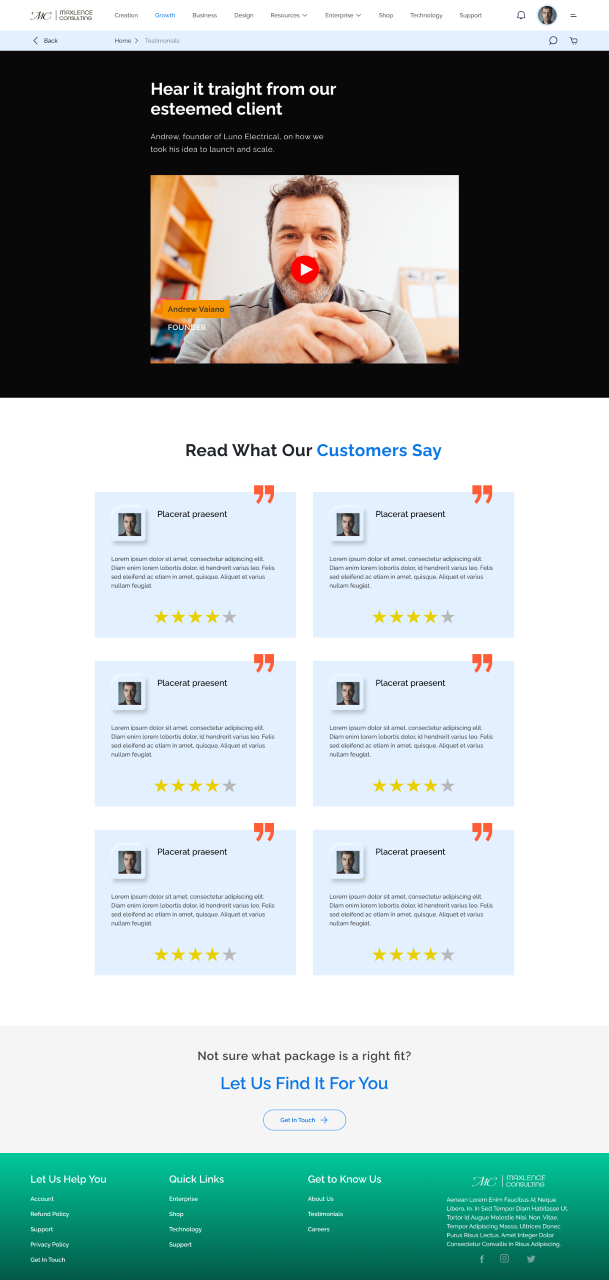 MC MAXLENCE
CONSULTING
Creation Growth Business Design Resources Enterprise Shop Technology Support
Back Home Testimonials
Hear it traight from our
esteemed client
Andrew, founder of Luno Electrical, on how we
took his idea to launch and scale.
Andrew Vaiano
FOUNDER
Read What Our Customers Say
Placerat praesent
Lorem ipsum dolor sit amet, consectetur adipiscing elit.
Diam enim lorem lobortis dolor, id hendrerit varius leo. Felis
sed eleifend ac etiam in amet, quisque. Aliquet et varius
nullam feugiat.
Placerat praesent
Lorem ipsum dolor sit amet, consectetur adipiscing elit.
Diam enim lorem lobortis dolor, id hendrerit varius leo. Felis
sed eleifend ac etiam in amet, quisque. Aliquet et varius
nullam feugiat.
Placerat praesent
Lorem ipsum dolor sit amet, consectetur adipiscing elit.
Diam enim lorem lobortis dolor, id hendrerit varius leo. Felis
sed eleifend ac etiam in amet, quisque. Aliquet et varius
nullam feugiat.
Placerat praesent
Lorem ipsum dolor sit amet, consectetur adipiscing elit.
Diam enim lorem lobortis dolor, id hendrerit varius leo. Felis
sed eleifend ac etiam in amet, quisque. Aliquet et varius
nullam feugiat.
Placerat praesent
Lorem ipsum dolor sit amet, consectetur adipiscing elit.
Diam enim lorem lobortis dolor, id hendrerit varius leo. Felis
sed eleifend ac etiam in amet, quisque. Aliquet et varius
nullam feugiat.
Placerat praesent
Lorem ipsum dolor sit amet, consectetur adipiscing elit.
Diam enim lorem lobortis dolor, id hendrerit varius leo. Felis
sed eleifend ac etiam in amet, quisque. Aliquet et varius
nullam feugiat.
Not sure what package is a right fit?
Let Us Find It For You
Get In Touch
Let Us Help You
Account
Refund Policy
Support
Privacy Policy
Get In Touch
Quick Links
Enterprise
Shop
Technology
Support
Get to Know Us
About Us
Testimonials
Careers
MC MAXLENCE
CONSULTING
Aenean Lorem Enim Faucibus At Neque
Libero. In. In Sed Tempor Diam Habitasse Ut.
Tortor Id Augue Molestie Nisl. Non. Vitae,
Tempor Adipiscing Massa, Ultrices Donec
Purus Risus Lectus. Amet Integer Dolor
Consectetur Convallis In Risus Adipiscing.